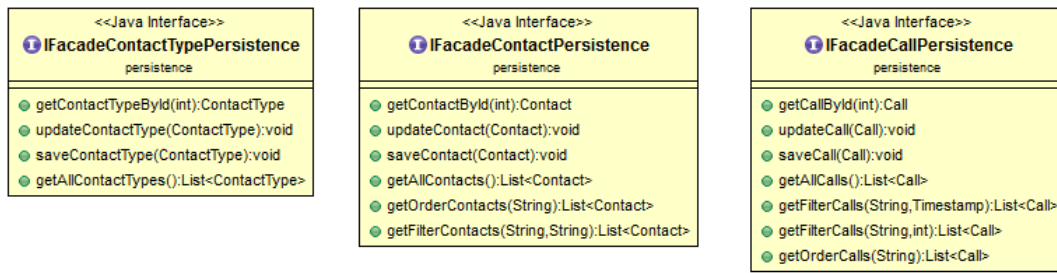 <<Java Interface>>
IFacadeContactTypePersistence
persistence
getContactTypeById(int):ContactType
updateContactType(ContactType):void
saveContactType(ContactType):void
getAllContactTypes():List<ContactType>
<<Java Interface>>
IFacadeContactPersistence
persistence
getContactById(int):Contact
updateContact(Contact):void
saveContact(Contact):void
getAllContacts():List<Contact>
getOrderContacts(String):List<Contact>
getFilterContacts(String,String):List<Contact>
<<Java Interface>>
IFacadeCallPersistence
persistence
getCallById(int):Call
updateCall(Call):void
saveCall(Call):void
getAllCalls():List<Call>
getFilterCalls(String,Timestamp):List<Call>
getFilterCalls(String,int):List<Call>
getOrderCalls(String):List<Call>